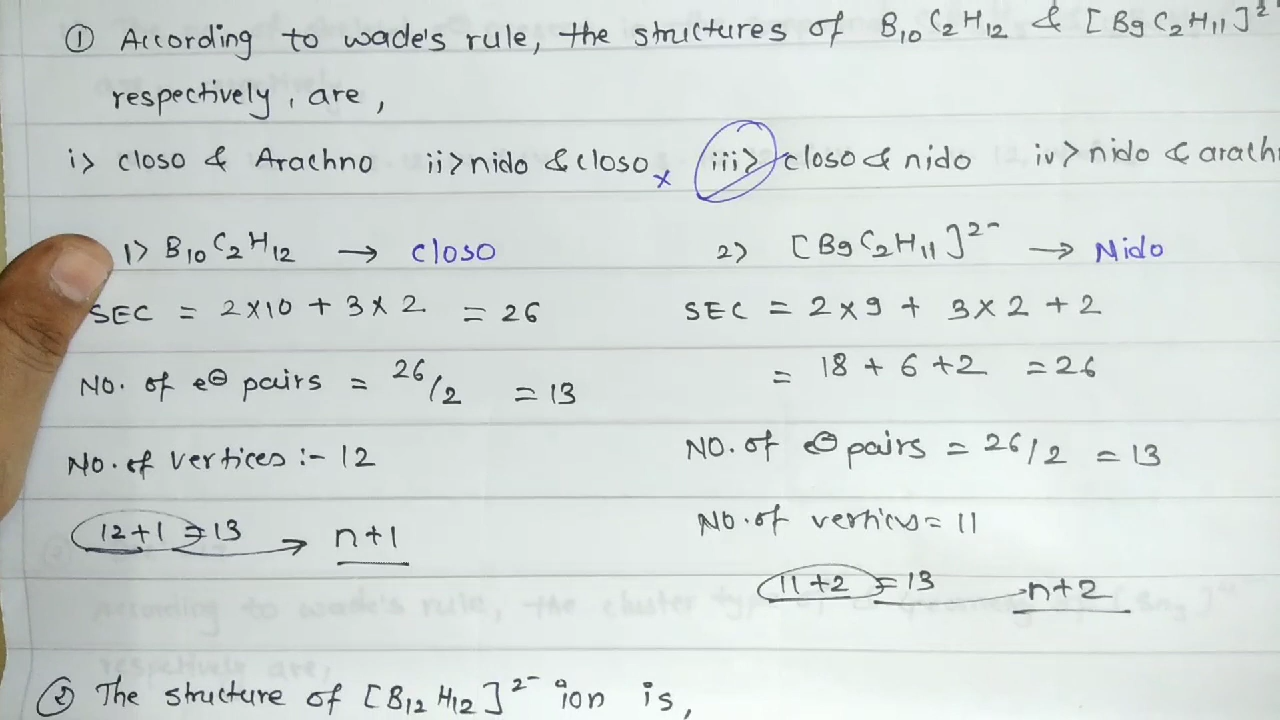 ① According to wade's rule, the structures of B₁₀C₂H₁₂ & [B₉C₂H₁₁]²
respectively, are,
i> closo & Arachno ii> nido & closo x iii> closo & nido iv> nido & arach
1> B₁₀C₂H₁₂ → closo
SEC = 2×10 + 3×2 = 26
No. of e⊖ pairs = 26/2 = 13
No. of vertices :- 12
12+1 = 13 → n+1
2> [B₉C₂H₁₁]²⁻ → Nido
SEC = 2×9 + 3×2 + 2
= 18 + 6 + 2 = 26
No. of e⊖ pairs = 26/2 = 13
No. of vertices = 11
11+2 = 13 → n+2
② The structure of [B₁₂H₁₂]²⁻ ion is,